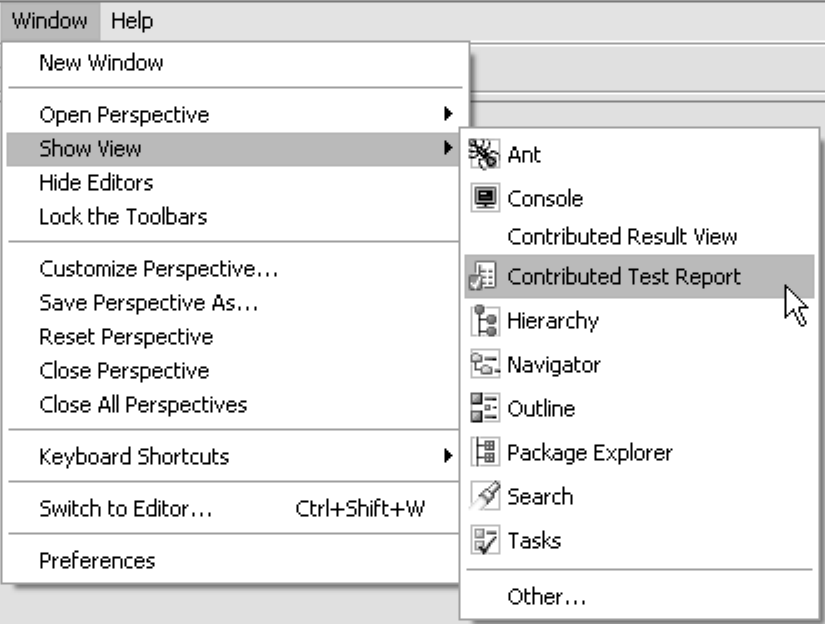 Window Help
New Window
Open Perspective
Show View
Hide Editors
Lock the Toolbars
Customize Perspective...
Save Perspective As...
Reset Perspective
Close Perspective
Close All Perspectives
Keyboard Shortcuts
Switch to Editor... Ctrl+Shift+W
Preferences
Ant
Console
Contributed Result View
Contributed Test Report
Hierarchy
Navigator
Outline
Package Explorer
Search
Tasks
Other...